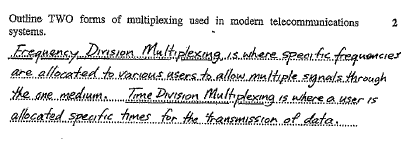 Outline TWO forms of multiplexing used in modern telecommunications 2
systems.
Frequency Division Multiplexing is where specific frequencies
are allocated to various users to allow multiple signals through
the one medium. Time Division Multplexing is where a user is
allocated specific times for the transmission of data.